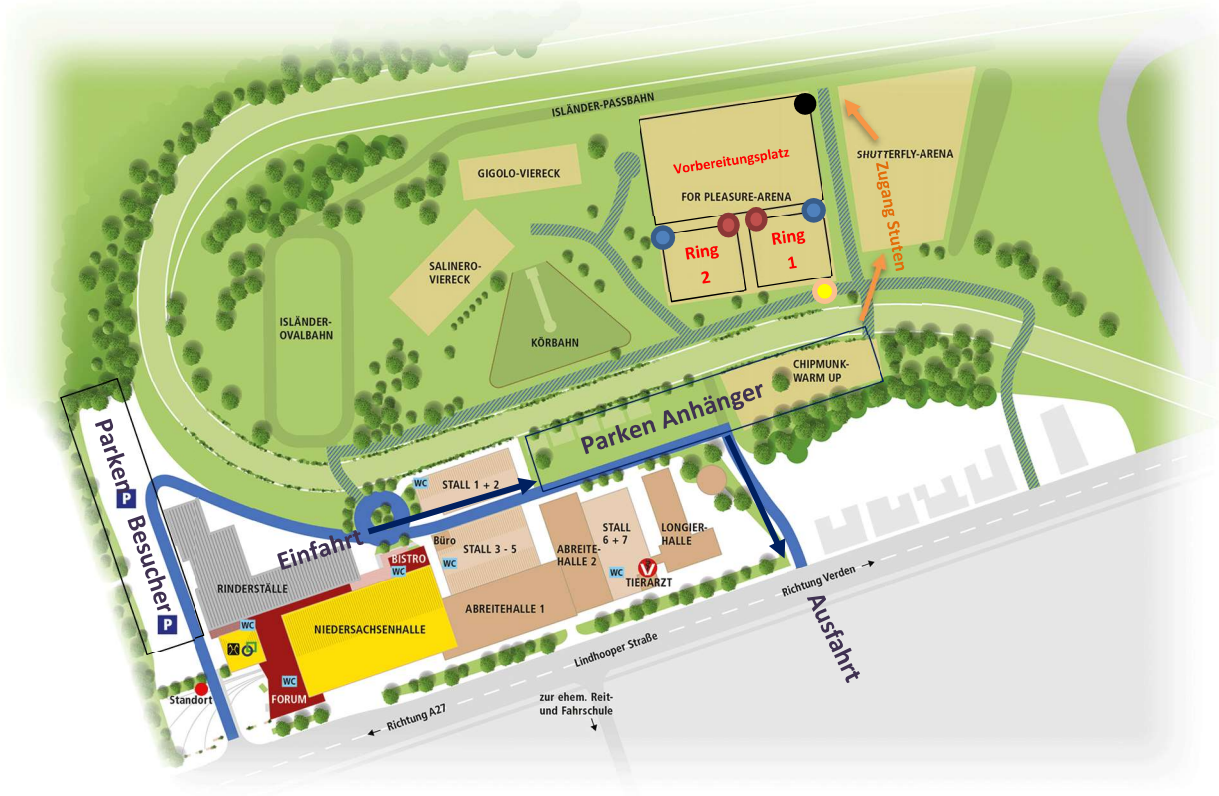 ISLÄNDER-PASSBAHN
GIGOLO-VIERECK
Vorbereitungsplatz
FOR PLEASURE-ARENA
SHUTTERFLY-ARENA
Zugang Stuten
Ring
2
Ring
1
SALINERO-
VIERECK
ISLÄNDER-
OVALBAHN
KÖRBAHN
CHIPMUNK-
WARM UP
Parken Anhänger
Parken
P
Besucher
P
Einfahrt
WC
STALL 1 + 2
Büro
STALL 3 - 5
WC
BISTRO
WC
ABREITE-
HALLE 2
STALL
6 + 7
WC
LONGIER-
HALLE
V
TIERARZT
RINDERSTÄLLE
ABREITEHALLE 1
NIEDERSACHSENHALLE
WC
WC
FORUM
Standort
Richtung Verden
Ausfahrt
Lindhooper Straße
Richtung A27
zur ehem. Reit-
und Fahrschule